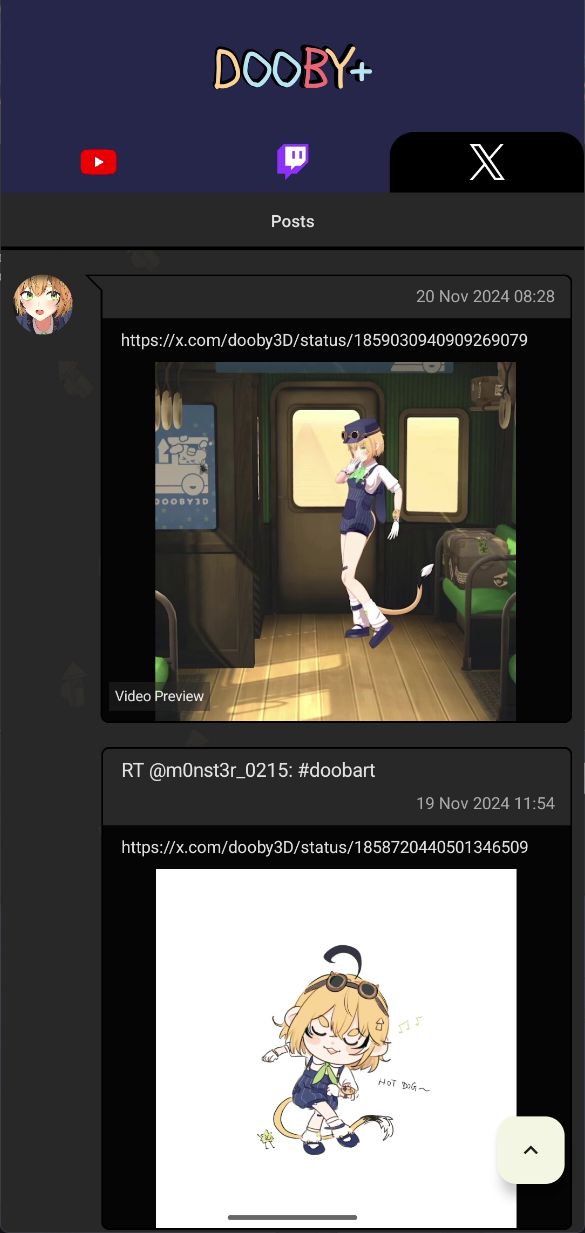 DOOBY+
Posts
20 Nov 2024 08:28
https://x.com/dooby3D/status/1859030940909269079
DOOBY3D
Video Preview
RT @m0nst3r_0215: #doobart
19 Nov 2024 11:54
https://x.com/dooby3D/status/1858720440501346509
HOT DOG~